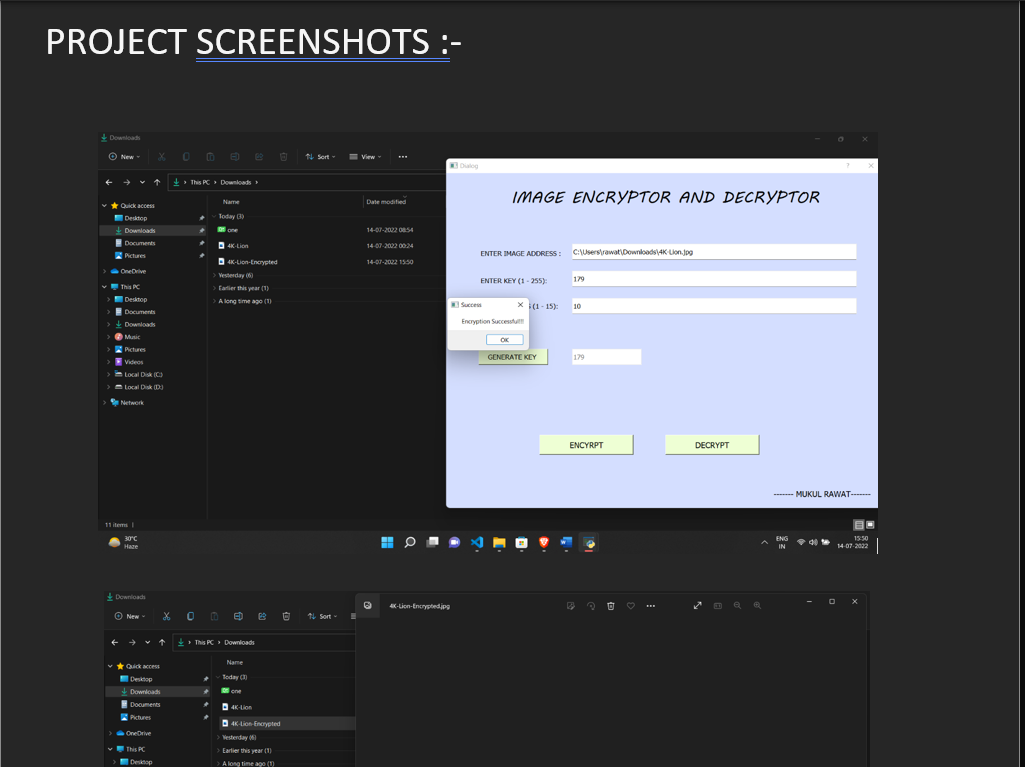 PROJECT SCREENSHOTS :-
Downloads
New
Sort
View
This PC > Downloads >
Name
Date modified
Quick access
Desktop
Downloads
Documents
Pictures
OneDrive
This PC
Desktop
Documents
Downloads
Music
Pictures
Videos
Local Disk (C:)
Local Disk (D:)
Network
Today (3)
one 14-07-2022 08:54
4K-Lion 14-07-2022 00:24
4K-Lion-Encrypted 14-07-2022 15:50
Yesterday (6)
Earlier this year (1)
A long time ago (1)
11 items
Dialog
IMAGE ENCRYPTOR AND DECRYPTOR
ENTER IMAGE ADDRESS : C:\Users\rawat\Downloads\4K-Lion.jpg
ENTER KEY (1 - 255): 179
(1 - 15): 10
Success
Encryption Successful!!!
OK
GENERATE KEY 179
ENCYRPT DECRYPT
------- MUKUL RAWAT-------
30°C
Haze
ENG
IN
15:50
14-07-2022
Downloads
New
Sort
This PC > Downloads
Name
Quick access
Desktop
Downloads
Documents
Pictures
OneDrive
This PC
Desktop
Today (3)
one
4K-Lion
4K-Lion-Encrypted
Yesterday (6)
Earlier this year (1)
A long time ago (1)
4K-Lion-Encrypted.jpg